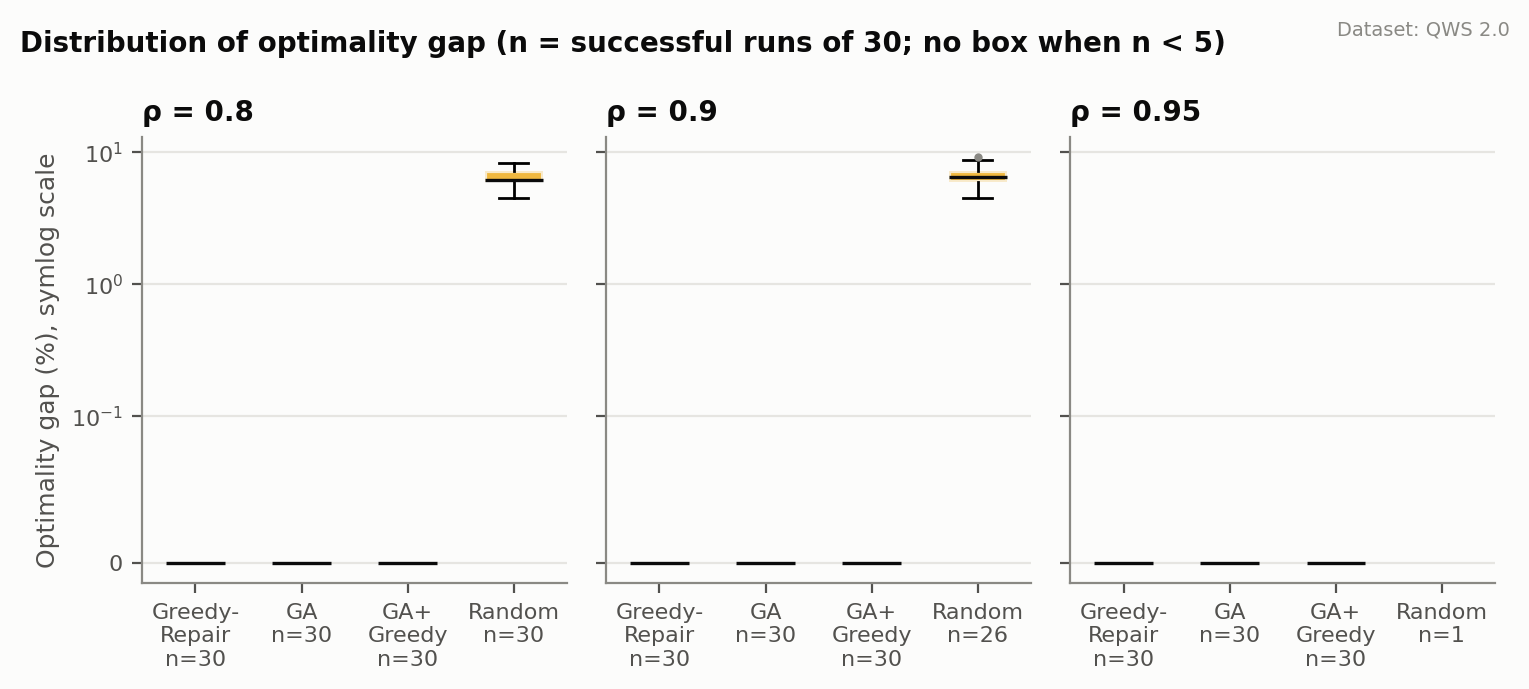 Distribution of optimality gap (n = successful runs of 30; no box when n < 5)
Dataset: QWS 2.0
ρ = 0.8
ρ = 0.9
ρ = 0.95
Optimality gap (%), symlog scale
10¹
10⁰
10⁻¹
0
Greedy-
Repair
n=30
GA
n=30
GA+
Greedy
n=30
Random
n=30
Greedy-
Repair
n=30
GA
n=30
GA+
Greedy
n=30
Random
n=26
Greedy-
Repair
n=30
GA
n=30
GA+
Greedy
n=30
Random
n=1